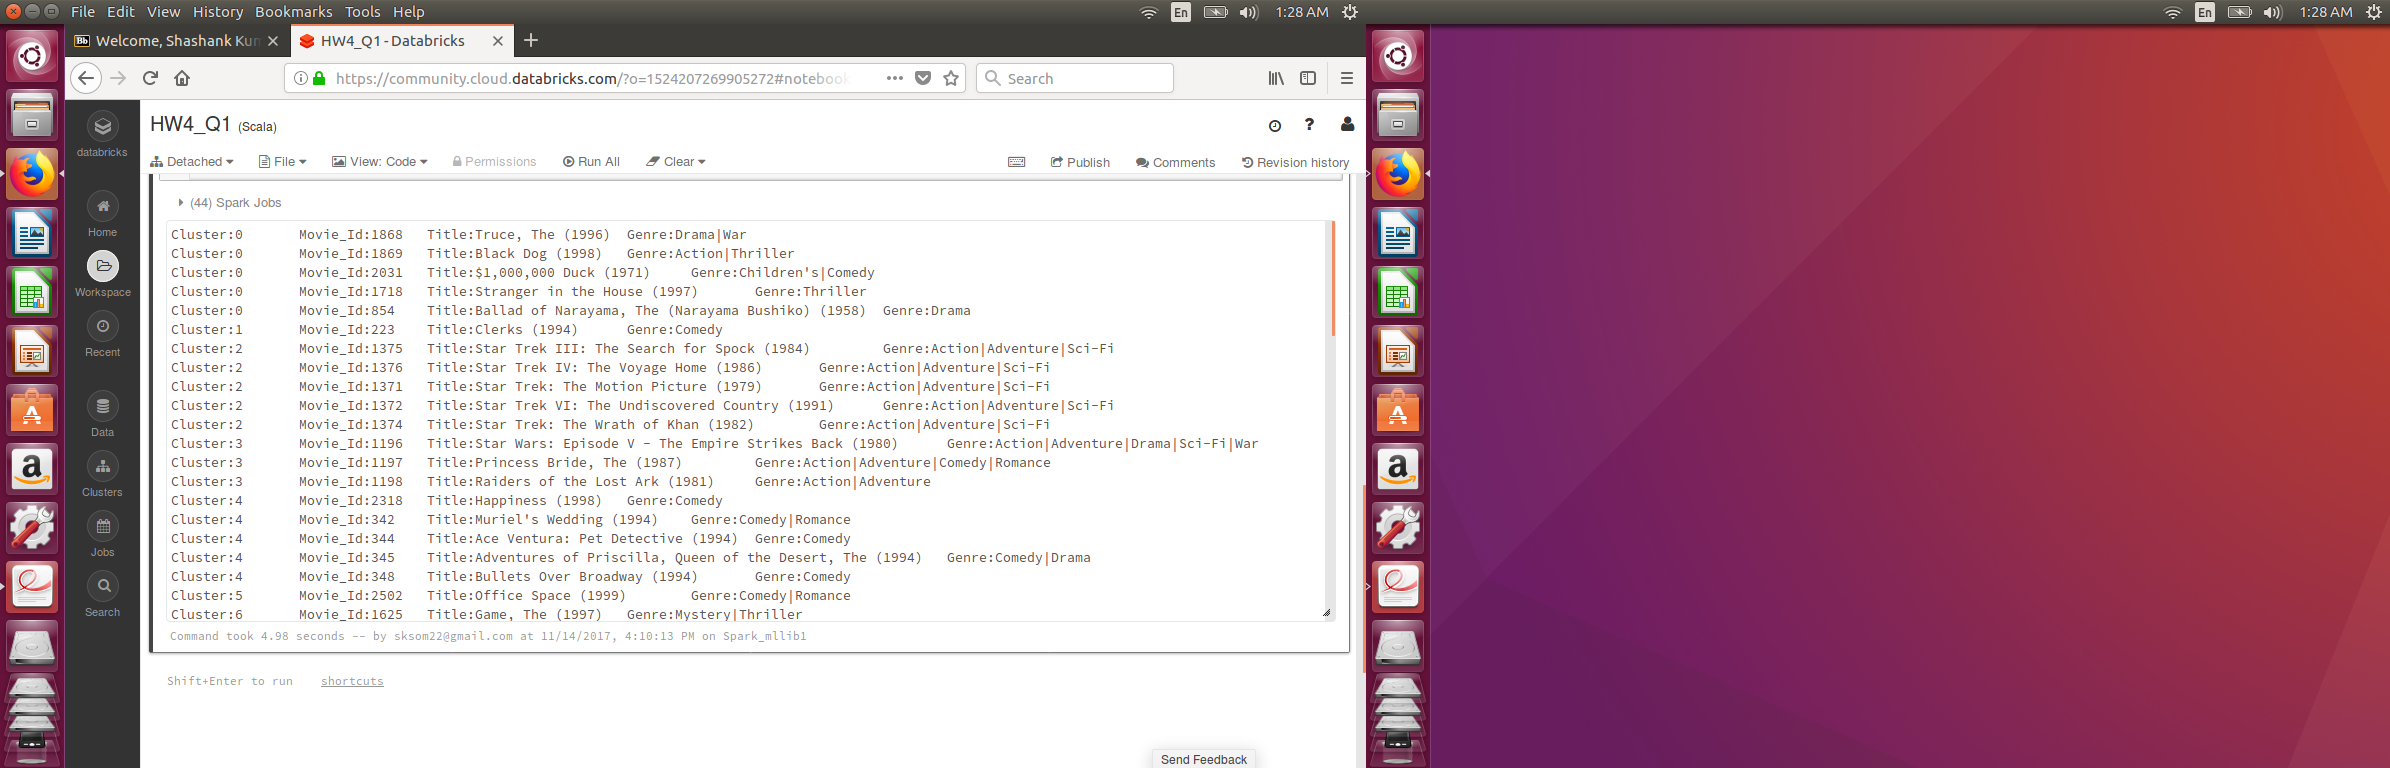 File Edit View History Bookmarks Tools Help
En 1:28 AM
En 1:28 AM
Bb Welcome, Shashank Kum
HW4_Q1 - Databricks
https://community.cloud.databricks.com/?o=1524207269905272#notebook
Search
databricks
Home
Workspace
Recent
Data
Clusters
Jobs
Search
HW4_Q1 (Scala)
Detached File View: Code Permissions Run All Clear Publish Comments Revision history
(44) Spark Jobs
Cluster:0 Movie_Id:1868 Title:Truce, The (1996) Genre:Drama|War
Cluster:0 Movie_Id:1869 Title:Black Dog (1998) Genre:Action|Thriller
Cluster:0 Movie_Id:2031 Title:$1,000,000 Duck (1971) Genre:Children's|Comedy
Cluster:0 Movie_Id:1718 Title:Stranger in the House (1997) Genre:Thriller
Cluster:0 Movie_Id:854 Title:Ballad of Narayama, The (Narayama Bushiko) (1958) Genre:Drama
Cluster:1 Movie_Id:223 Title:Clerks (1994) Genre:Comedy
Cluster:2 Movie_Id:1375 Title:Star Trek III: The Search for Spock (1984) Genre:Action|Adventure|Sci-Fi
Cluster:2 Movie_Id:1376 Title:Star Trek IV: The Voyage Home (1986) Genre:Action|Adventure|Sci-Fi
Cluster:2 Movie_Id:1371 Title:Star Trek: The Motion Picture (1979) Genre:Action|Adventure|Sci-Fi
Cluster:2 Movie_Id:1372 Title:Star Trek VI: The Undiscovered Country (1991) Genre:Action|Adventure|Sci-Fi
Cluster:2 Movie_Id:1374 Title:Star Trek: The Wrath of Khan (1982) Genre:Action|Adventure|Sci-Fi
Cluster:3 Movie_Id:1196 Title:Star Wars: Episode V - The Empire Strikes Back (1980) Genre:Action|Adventure|Drama|Sci-Fi|War
Cluster:3 Movie_Id:1197 Title:Princess Bride, The (1987) Genre:Action|Adventure|Comedy|Romance
Cluster:3 Movie_Id:1198 Title:Raiders of the Lost Ark (1981) Genre:Action|Adventure
Cluster:4 Movie_Id:2318 Title:Happiness (1998) Genre:Comedy
Cluster:4 Movie_Id:342 Title:Muriel's Wedding (1994) Genre:Comedy|Romance
Cluster:4 Movie_Id:344 Title:Ace Ventura: Pet Detective (1994) Genre:Comedy
Cluster:4 Movie_Id:345 Title:Adventures of Priscilla, Queen of the Desert, The (1994) Genre:Comedy|Drama
Cluster:4 Movie_Id:348 Title:Bullets Over Broadway (1994) Genre:Comedy
Cluster:5 Movie_Id:2502 Title:Office Space (1999) Genre:Comedy|Romance
Cluster:6 Movie_Id:1625 Title:Game, The (1997) Genre:Mystery|Thriller
Command took 4.98 seconds -- by sksom22@gmail.com at 11/14/2017, 4:10:13 PM on Spark_mllib1
Shift+Enter to run shortcuts
Send Feedback